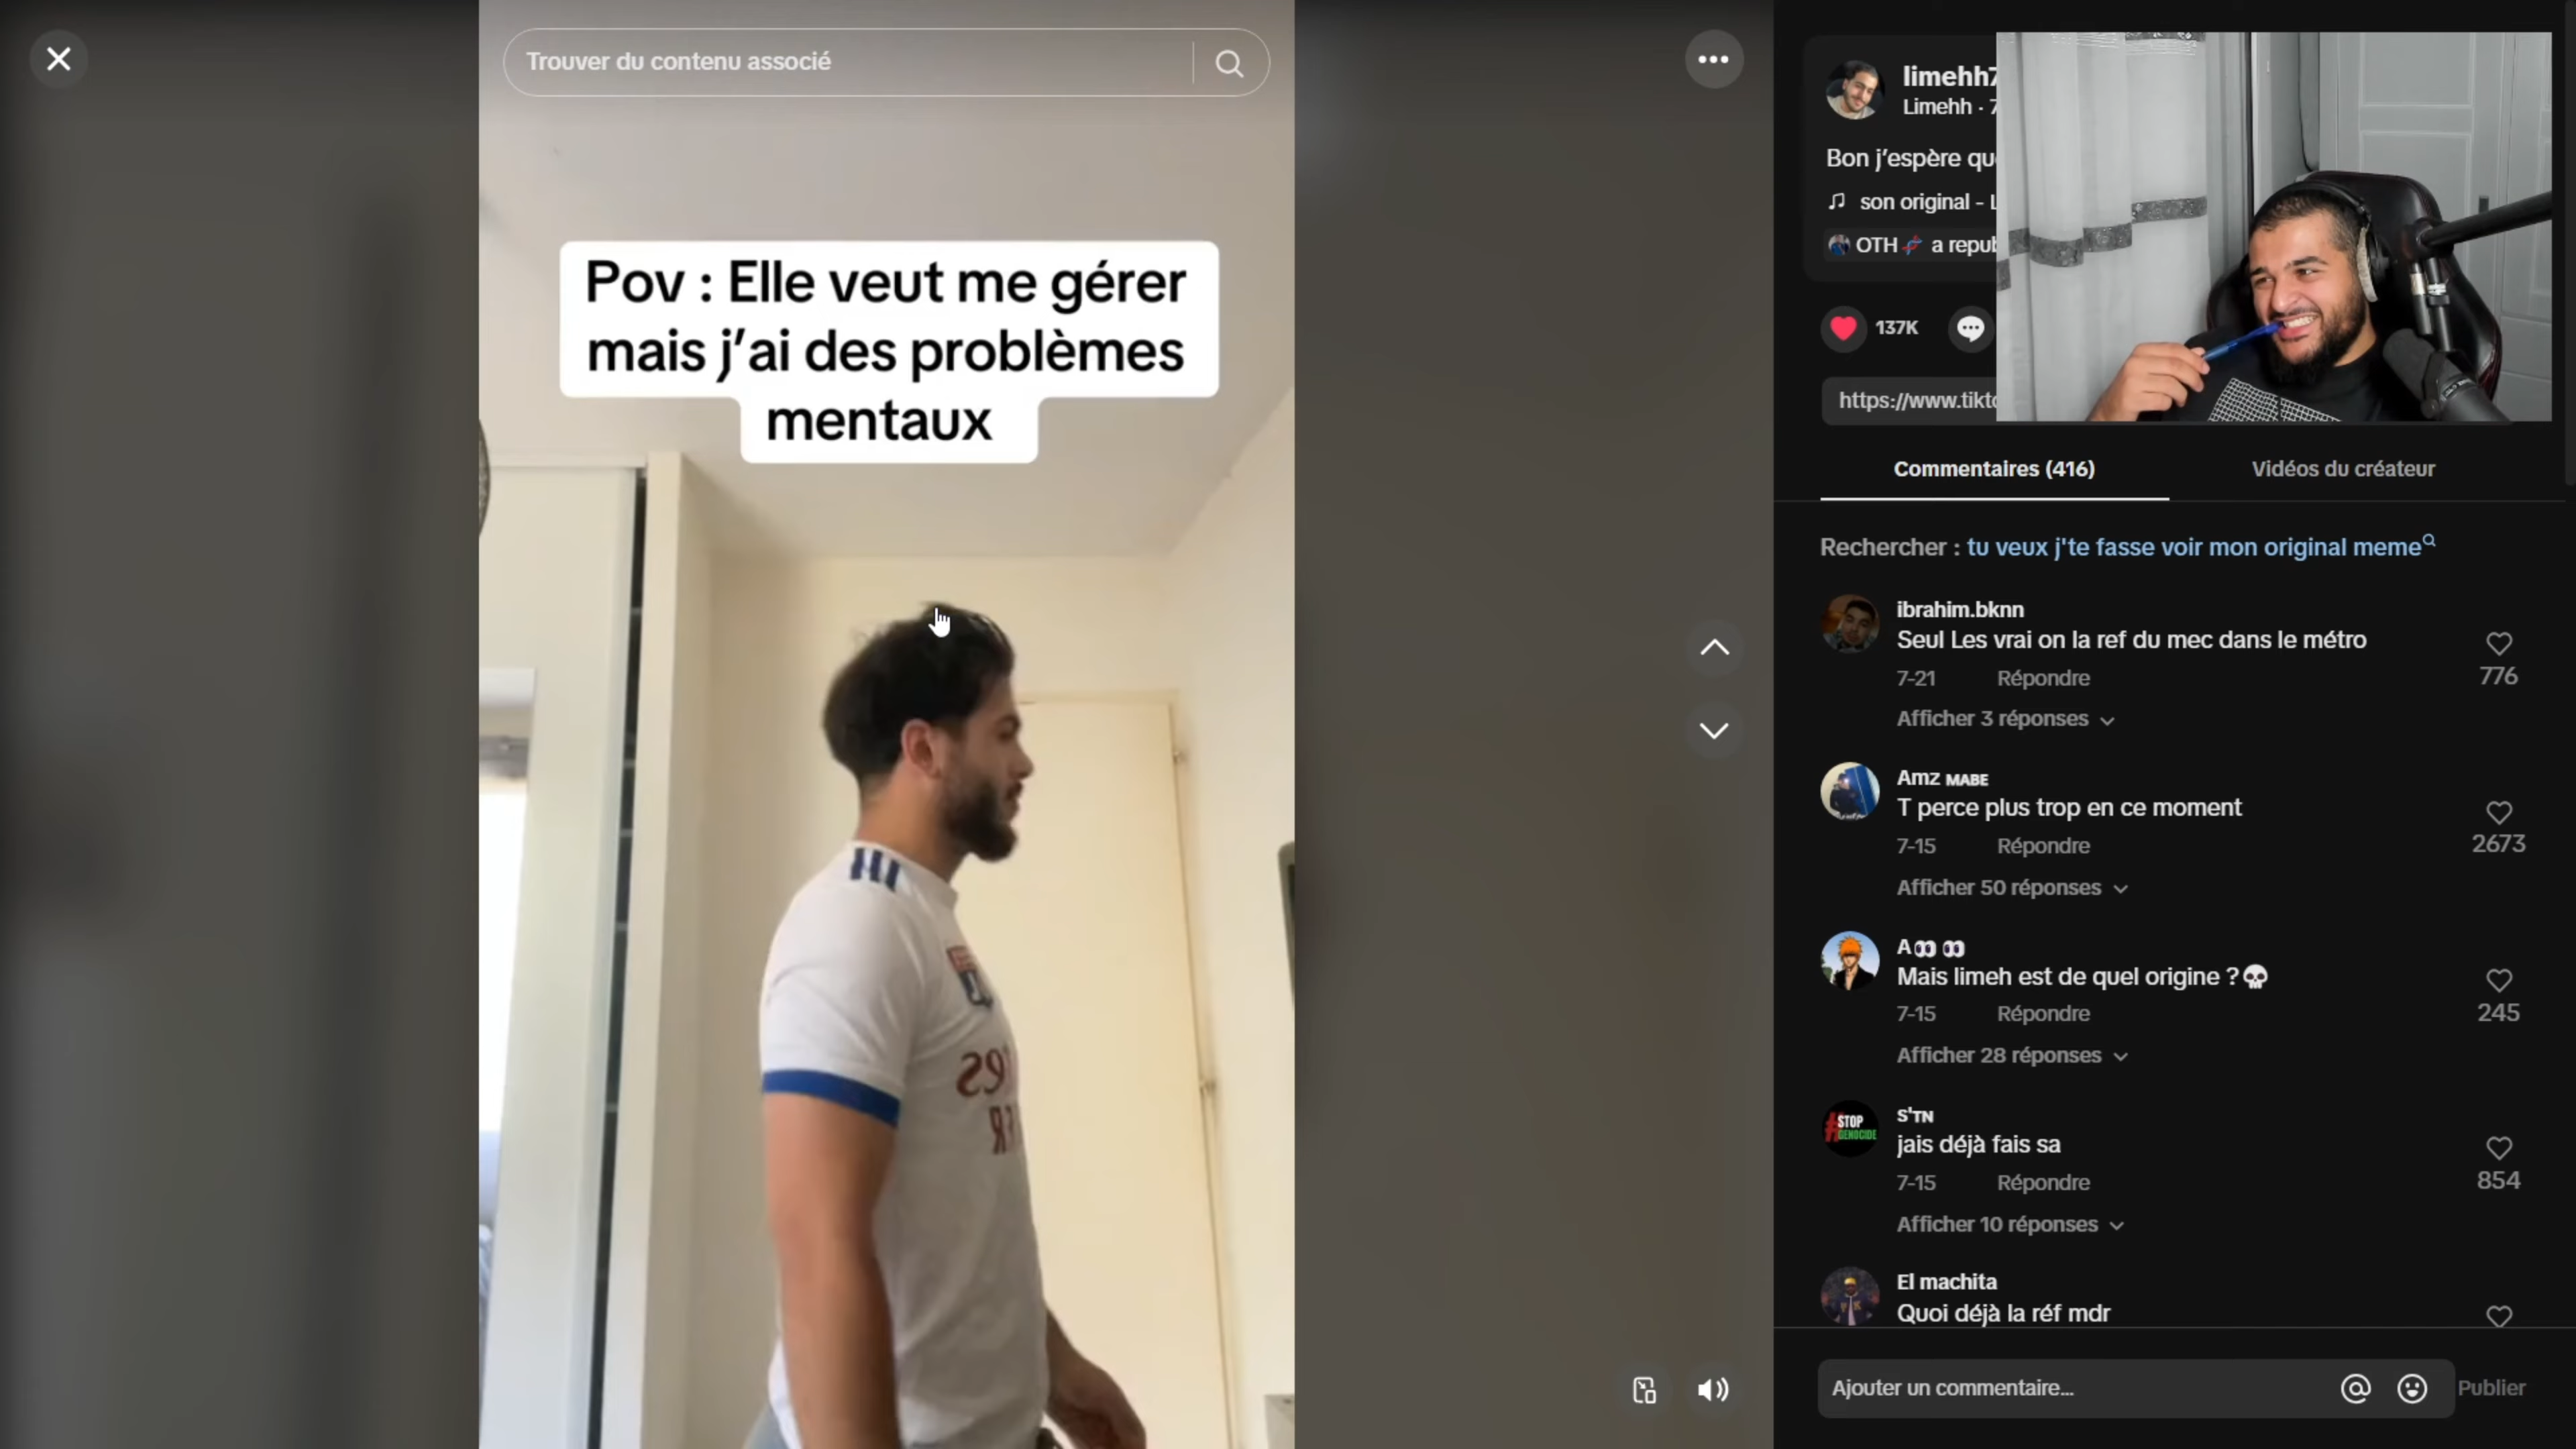 Trouver du contenu associé
Pov : Elle veut me gérer
mais j'ai des problèmes
mentaux
limehh7
Limehh · 7
Bon j'espère que
son original - L
OTH a repub
137K
https://www.tikto
Commentaires (416)
Vidéos du créateur
Rechercher : tu veux j'te fasse voir mon original meme
ibrahim.bknn
Seul Les vrai on la ref du mec dans le métro
7-21 Répondre
776
Afficher 3 réponses
Amz MABE
T perce plus trop en ce moment
7-15 Répondre
2673
Afficher 50 réponses
A👀 👀
Mais limeh est de quel origine ?💀
7-15 Répondre
245
Afficher 28 réponses
#STOP
GENOCIDE
S'TN
jais déjà fais sa
7-15 Répondre
854
Afficher 10 réponses
El machita
Quoi déjà la réf mdr
Ajouter un commentaire...
Publier